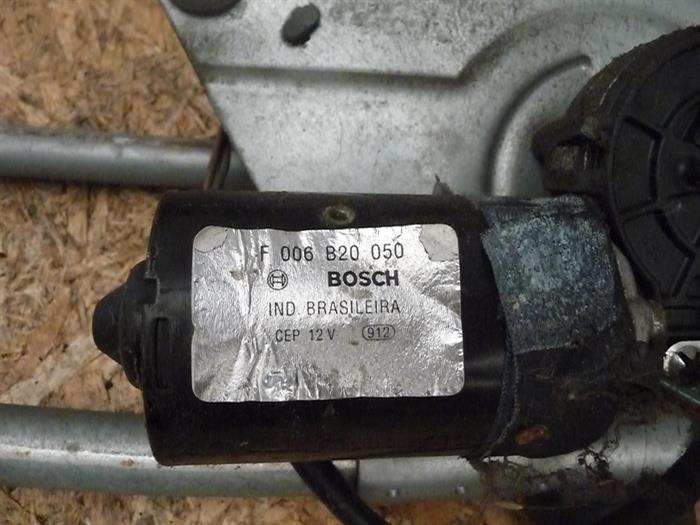 F 006 B20 050
BOSCH
IND. BRASILEIRA
CEP 12 V 912